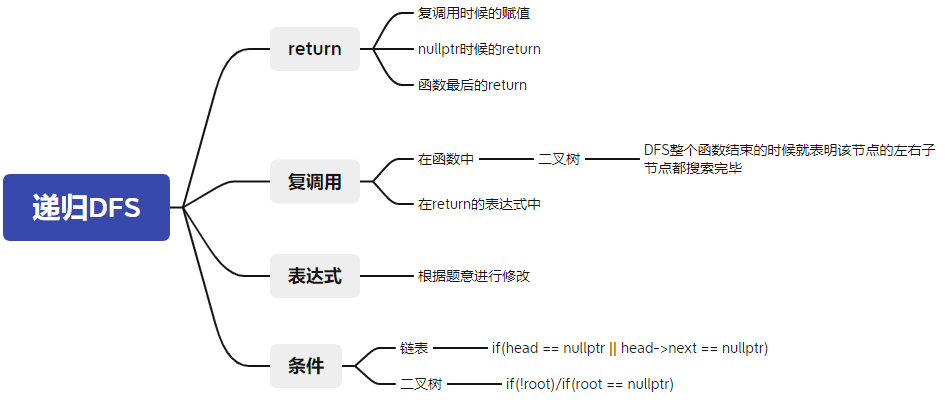 递归DFS
return
复调用时候的赋值
nullptr时候的return
函数最后的return
复调用
在函数中
二叉树
DFS整个函数结束的时候就表明该节点的左右子
节点都搜索完毕
在return的表达式中
表达式
根据题意进行修改
条件
链表
if(head == nullptr || head->next == nullptr)
二叉树
if(!root)/if(root == nullptr)